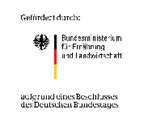 Gefördert durch:
Bundesministerium
für Ernährung
und Landwirtschaft
aufgrund eines Beschlusses
des Deutschen Bundestages